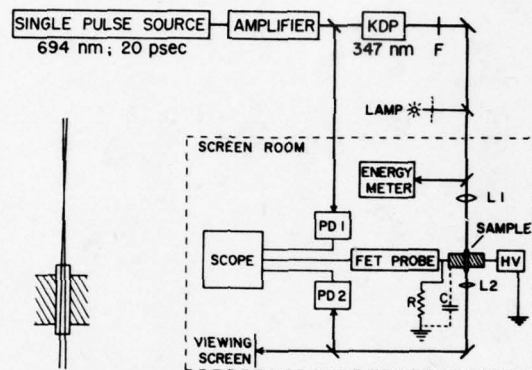 SINGLE PULSE SOURCE
AMPLIFIER
KDP
694 nm ; 20 psec
347 nm
F
LAMP
SCREEN ROOM
ENERGY
METER
L1
PD 1
SAMPLE
SCOPE
FET PROBE
HV
PD 2
R
C
L2
VIEWING
SCREEN